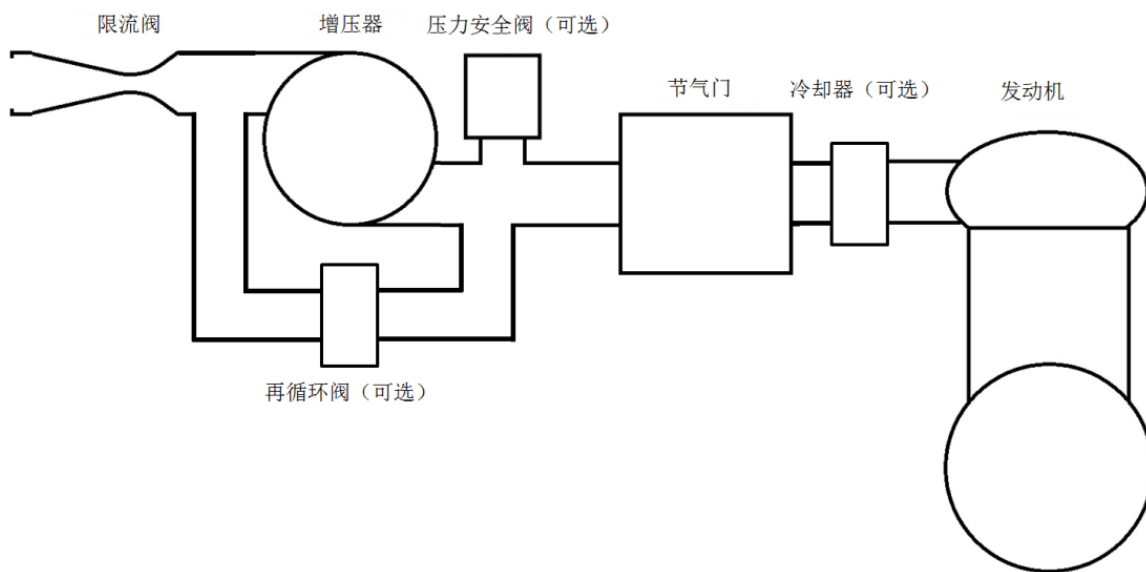 限流阀
增压器
压力安全阀（可选）
节气门
冷却器（可选）
发动机
再循环阀（可选）